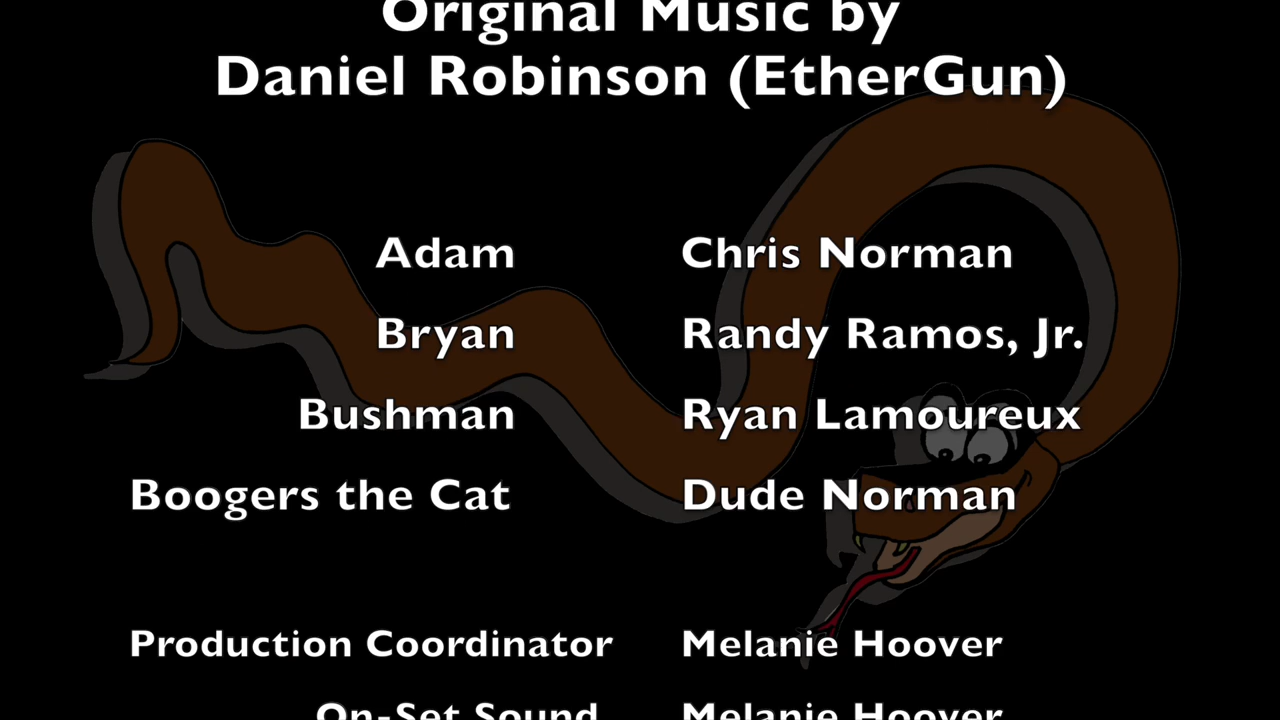 Original Music by
Daniel Robinson (EtherGun)
Adam Chris Norman
Bryan Randy Ramos, Jr.
Bushman Ryan Lamoureux
Boogers the Cat Dude Norman
Production Coordinator Melanie Hoover
On-Set Sound Melanie Hoover